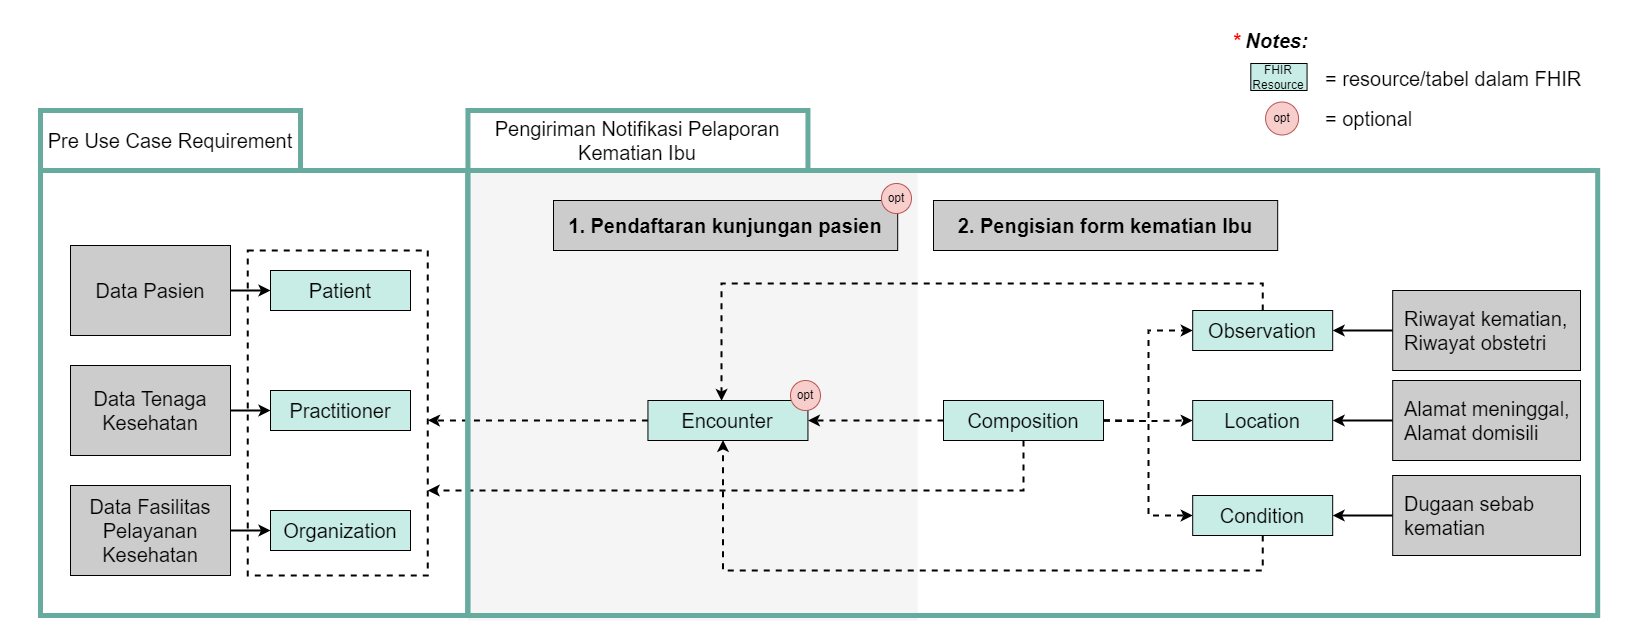 * Notes:
FHIR
Resource
= resource/tabel dalam FHIR
opt
= optional
Pre Use Case Requirement
Pengiriman Notifikasi Pelaporan
Kematian Ibu
opt
1. Pendaftaran kunjungan pasien
2. Pengisian form kematian Ibu
Data Pasien
Patient
Data Tenaga
Kesehatan
Practitioner
Data Fasilitas
Pelayanan
Kesehatan
Organization
opt
Encounter
Composition
Observation
Riwayat kematian,
Riwayat obstetri
Location
Alamat meninggal,
Alamat domisili
Condition
Dugaan sebab
kematian